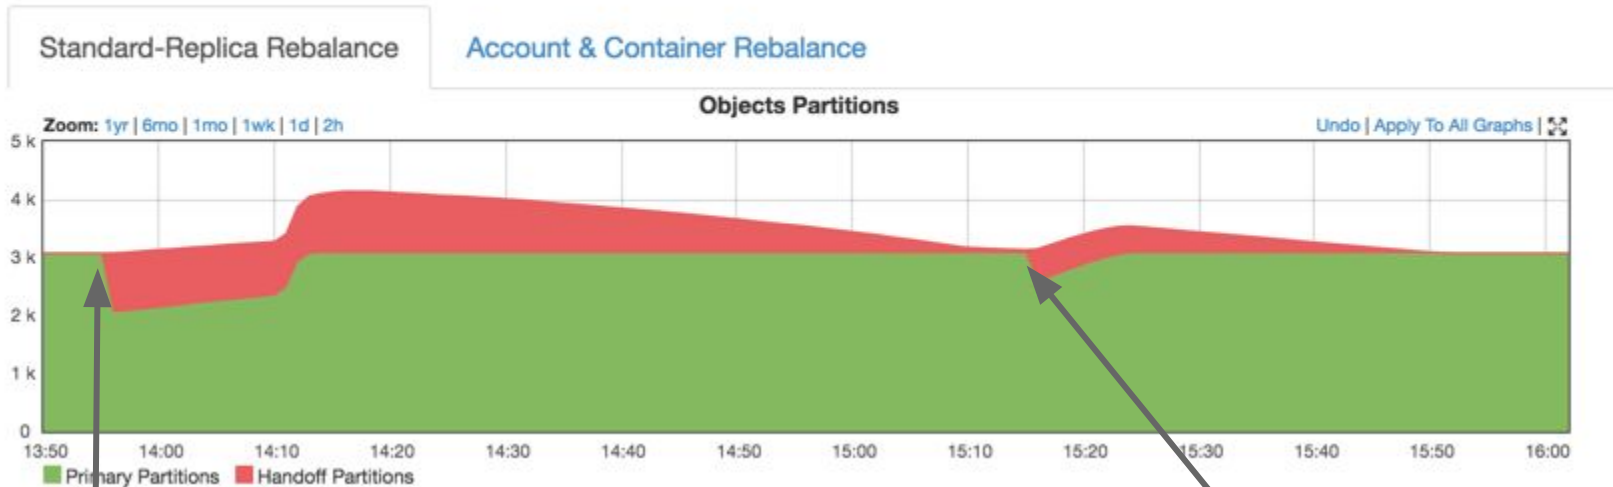 Standard-Replica Rebalance Account & Container Rebalance
Objects Partitions
Zoom: 1yr | 6mo | 1mo | 1wk | 1d | 2h Undo | Apply To All Graphs |
5 k
4 k
3 k
2 k
1 k
0
13:50 14:00 14:10 14:20 14:30 14:40 14:50 15:00 15:10 15:20 15:30 15:40 15:50 16:00
Primary Partitions Handoff Partitions